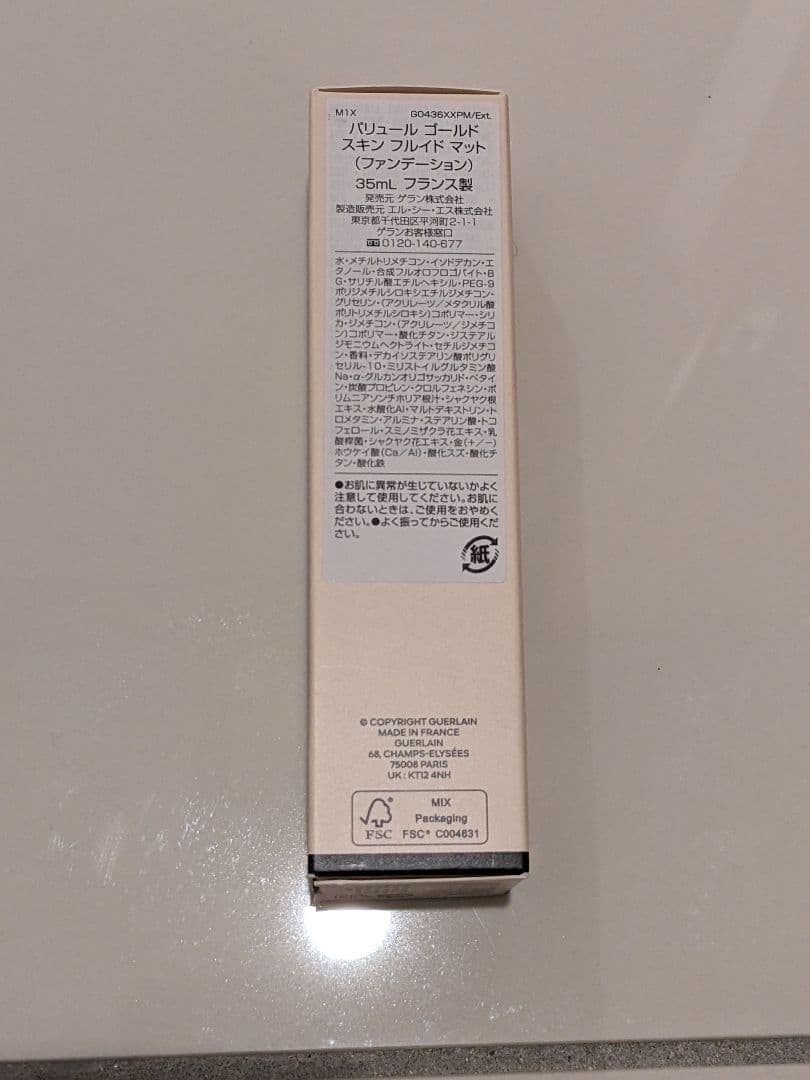 M1X G0436XXPM/Ext.
パリュール ゴールド
スキン フルイド マット
(ファンデーション)
35mL フランス製
発売元 ゲラン株式会社
製造販売元 エル・シー・エス株式会社
東京都千代田区平河町2-1-1
ゲランお客様窓口
0120-140-677
水・メチルトリメチコン・イソドデカン・エ
タノール・合成フルオロフロゴパイト・B
G・サリチル酸エチルヘキシル・PEG-9
ポリジメチルシロキシエチルジメチコン・
グリセリン・(アクリレーツ/メタクリル酸
ポリトリメチルシロキシ)コポリマー・シリ
カ・ジメチコン・(アクリレーツ/ジメチコ
ン)コポリマー・酸化チタン・ジステアル
ジモニウムヘクトライト・セチルジメチコ
ン・香料・デカイソステアリン酸ポリグリ
セリル-10・ミリストイルグルタミン酸
Na・α-グルカンオリゴサッカリド・ベタイ
ン・炭酸プロピレン・クロルフェネシン・ポ
リムニアソンチホリア根汁・シャクヤク根
エキス・水酸化Al・マルトデキストリン・ト
ロメタミン・アルミナ・ステアリン酸・トコ
フェロール・スミノミザクラ花エキス・乳
酸桿菌・シャクヤク花エキス・金(+/-)
ホウケイ酸(Ca/Al)・酸化スズ・酸化チ
タン・酸化鉄
●お肌に異常が生じていないかよく
注意して使用してください。お肌に
合わないときは、ご使用をおやめく
ださい。●よく振ってからご使用くだ
さい。
紙
© COPYRIGHT GUERLAIN
MADE IN FRANCE
GUERLAIN
68, CHAMPS-ELYSÉES
75008 PARIS
UK : KT12 4NH
MIX
Packaging
FSC FSC® C004631